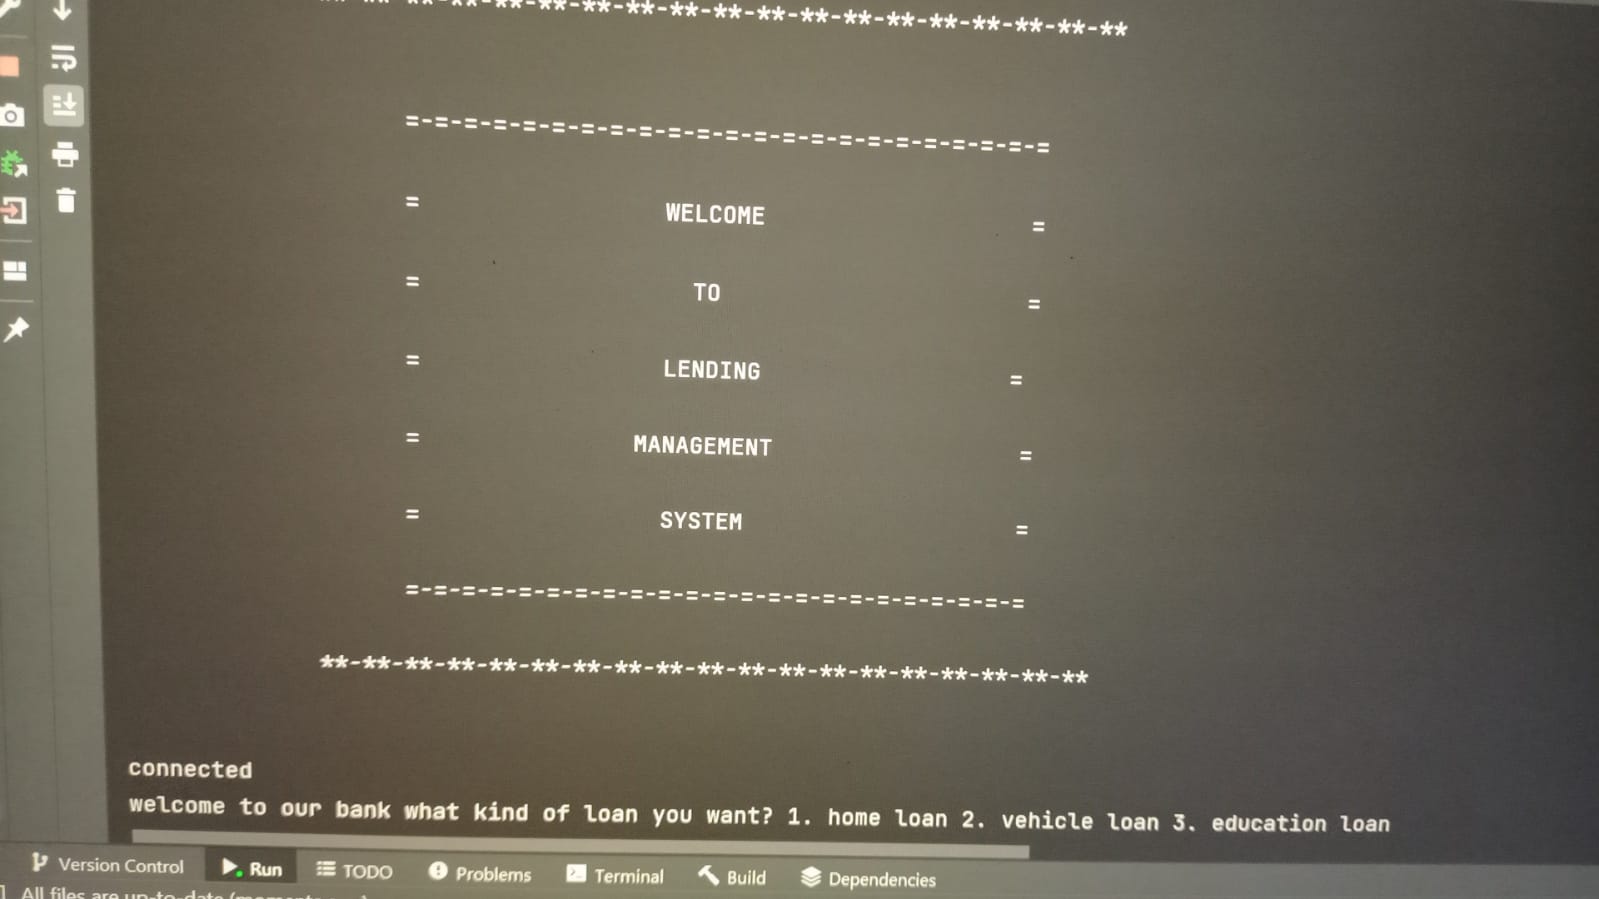 **-**-**-**-**-**-**-**-**-**-**-**-**-**-**-**
=-=-=-=-=-=-=-=-=-=-=-=-=-=-=-=-=-=-=-=-=-=-=
= WELCOME =
= TO =
= LENDING =
= MANAGEMENT =
= SYSTEM =
=-=-=-=-=-=-=-=-=-=-=-=-=-=-=-=-=-=-=-=-=-=-=
**-**-**-**-**-**-**-**-**-**-**-**-**-**-**-**-**-**-**
connected
welcome to our bank what kind of loan you want? 1. home loan 2. vehicle loan 3. education loan
Version Control Run TODO Problems Terminal Build Dependencies
All files are up-to-date